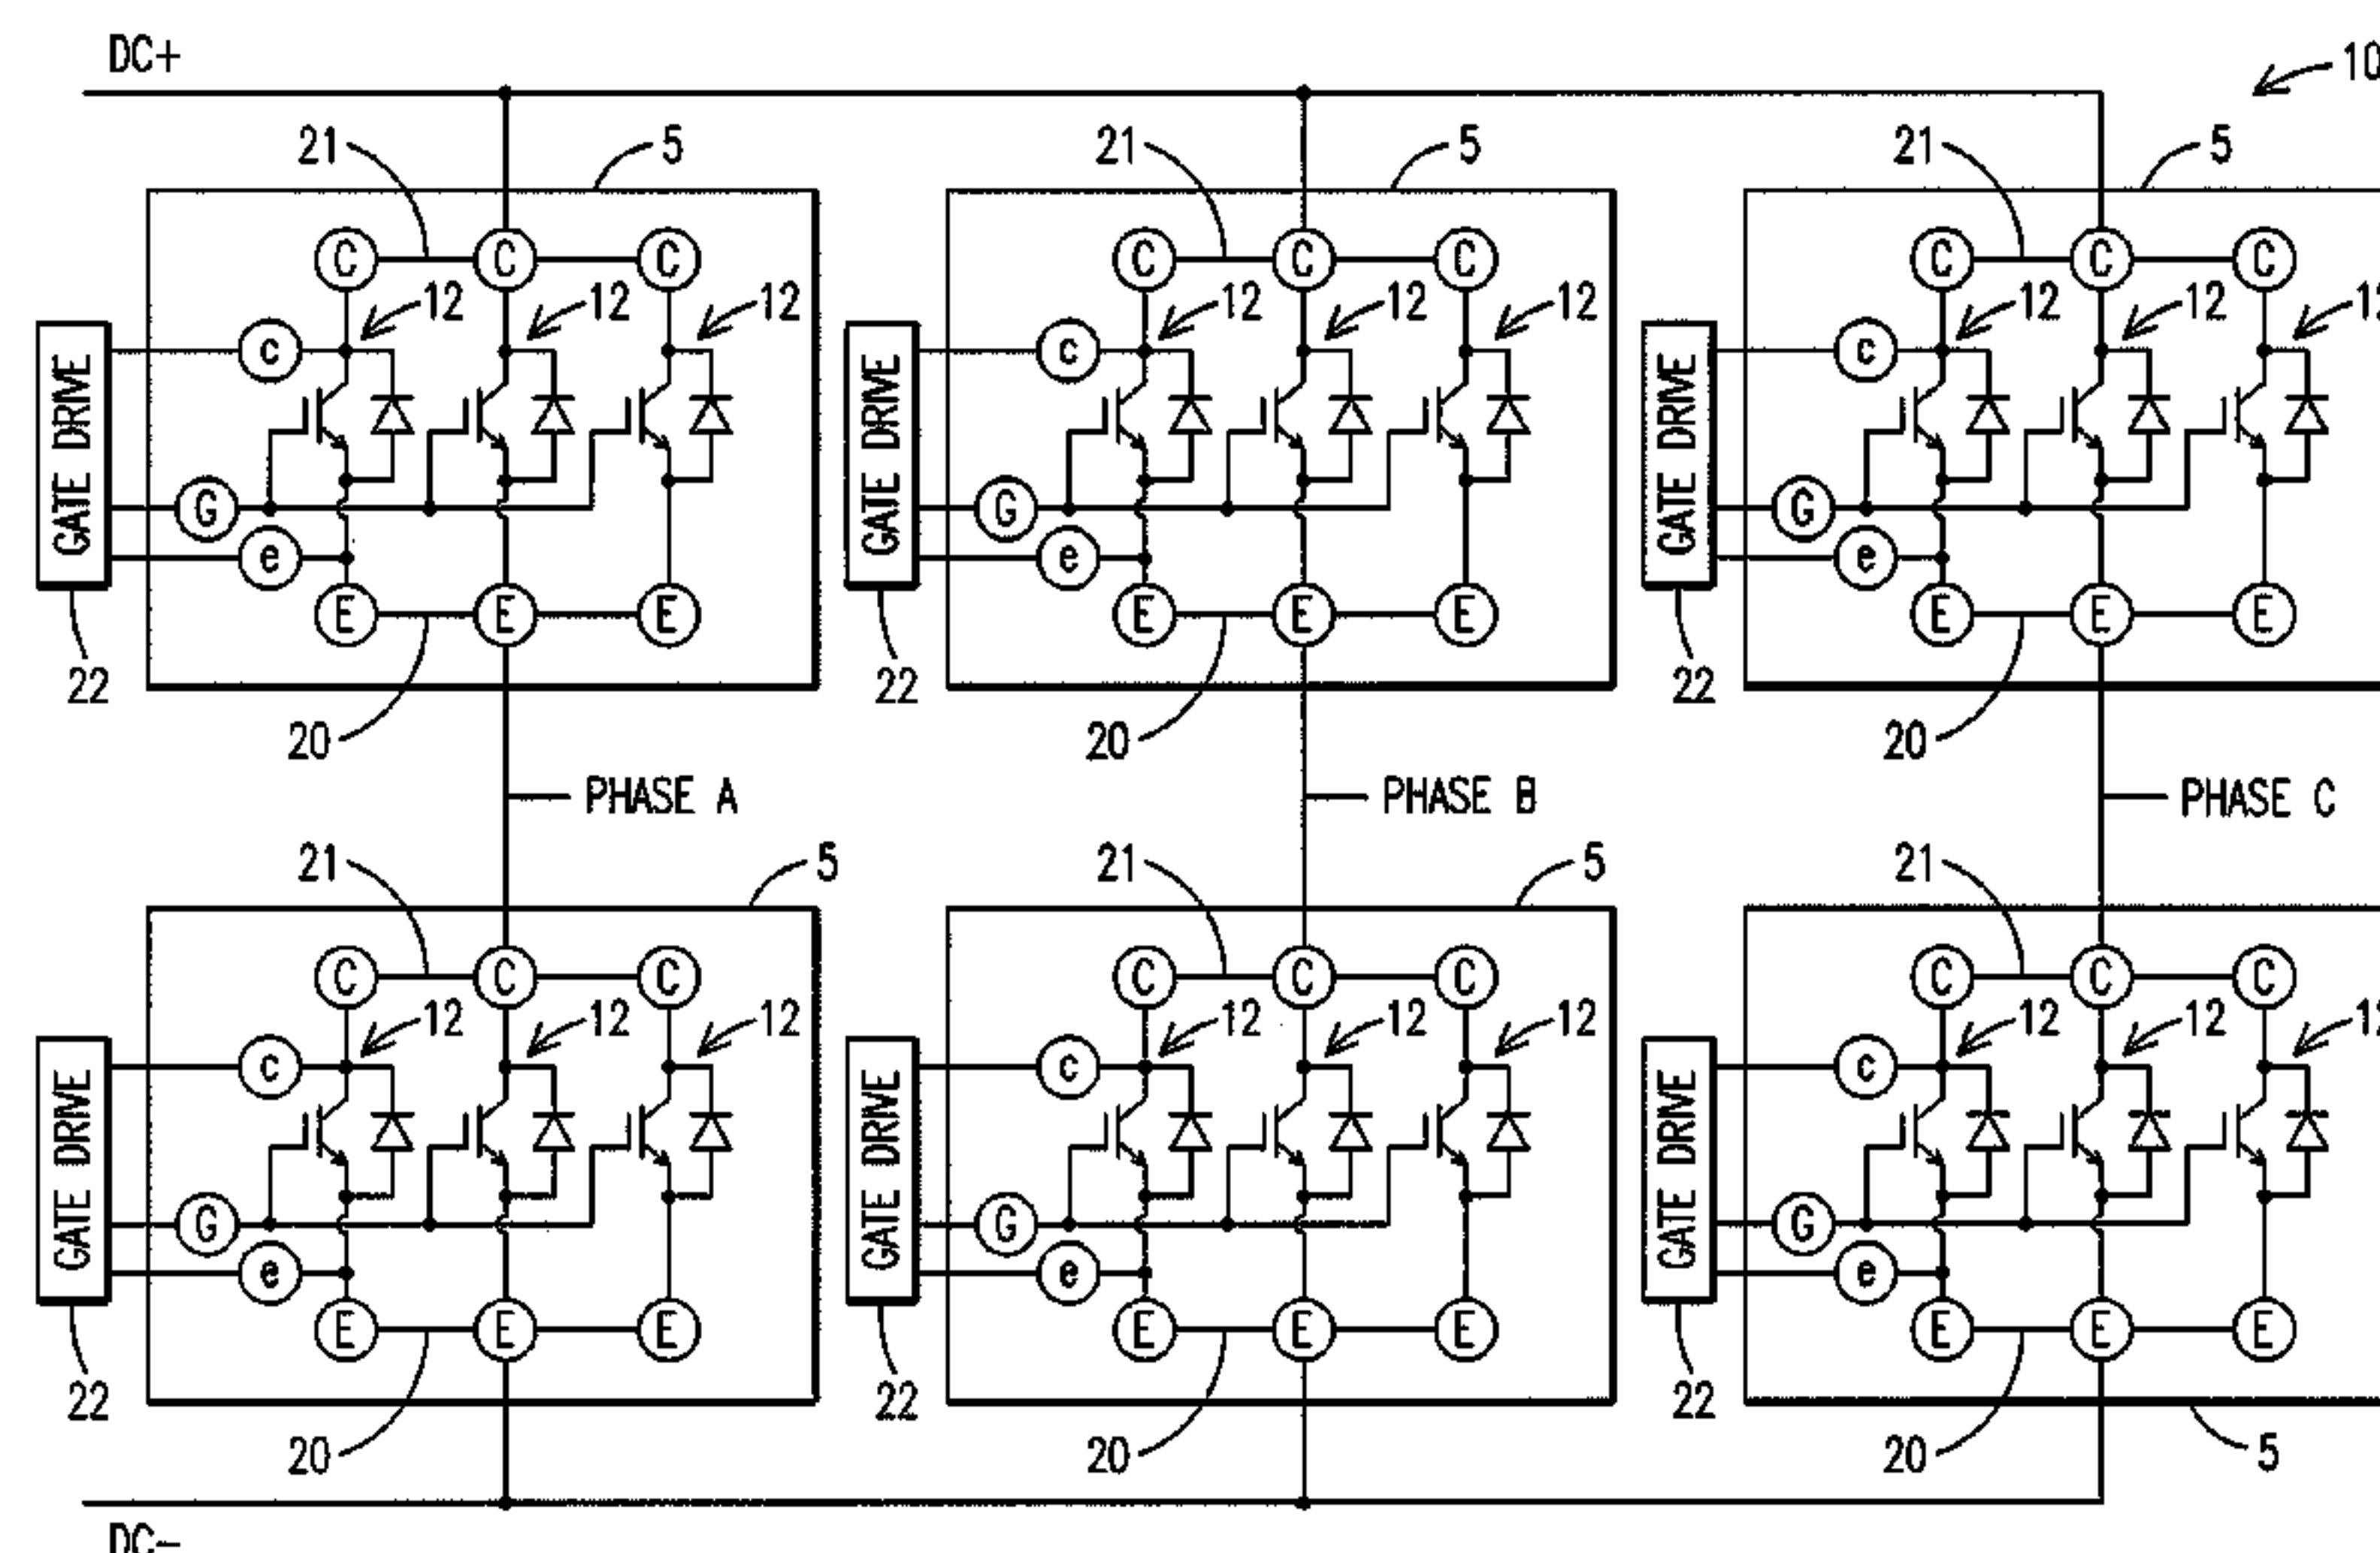 DC+
10
21 5 21 5 21 5
C C C C C C C C C
12 12 12 12 12 12 12 12
c c c
GATE DRIVE GATE DRIVE GATE DRIVE
G G G
e e e
E E E E E E E E E
22 22 22
20 20 20
PHASE A PHASE B PHASE C
21 5 21 5 21
C C C C C C C C C
12 12 12 12 12 12 12 12
c c c
GATE DRIVE GATE DRIVE GATE DRIVE
G G G
e e e
E E E E E E E E E
22 22 22
20 20 20 5
DC-